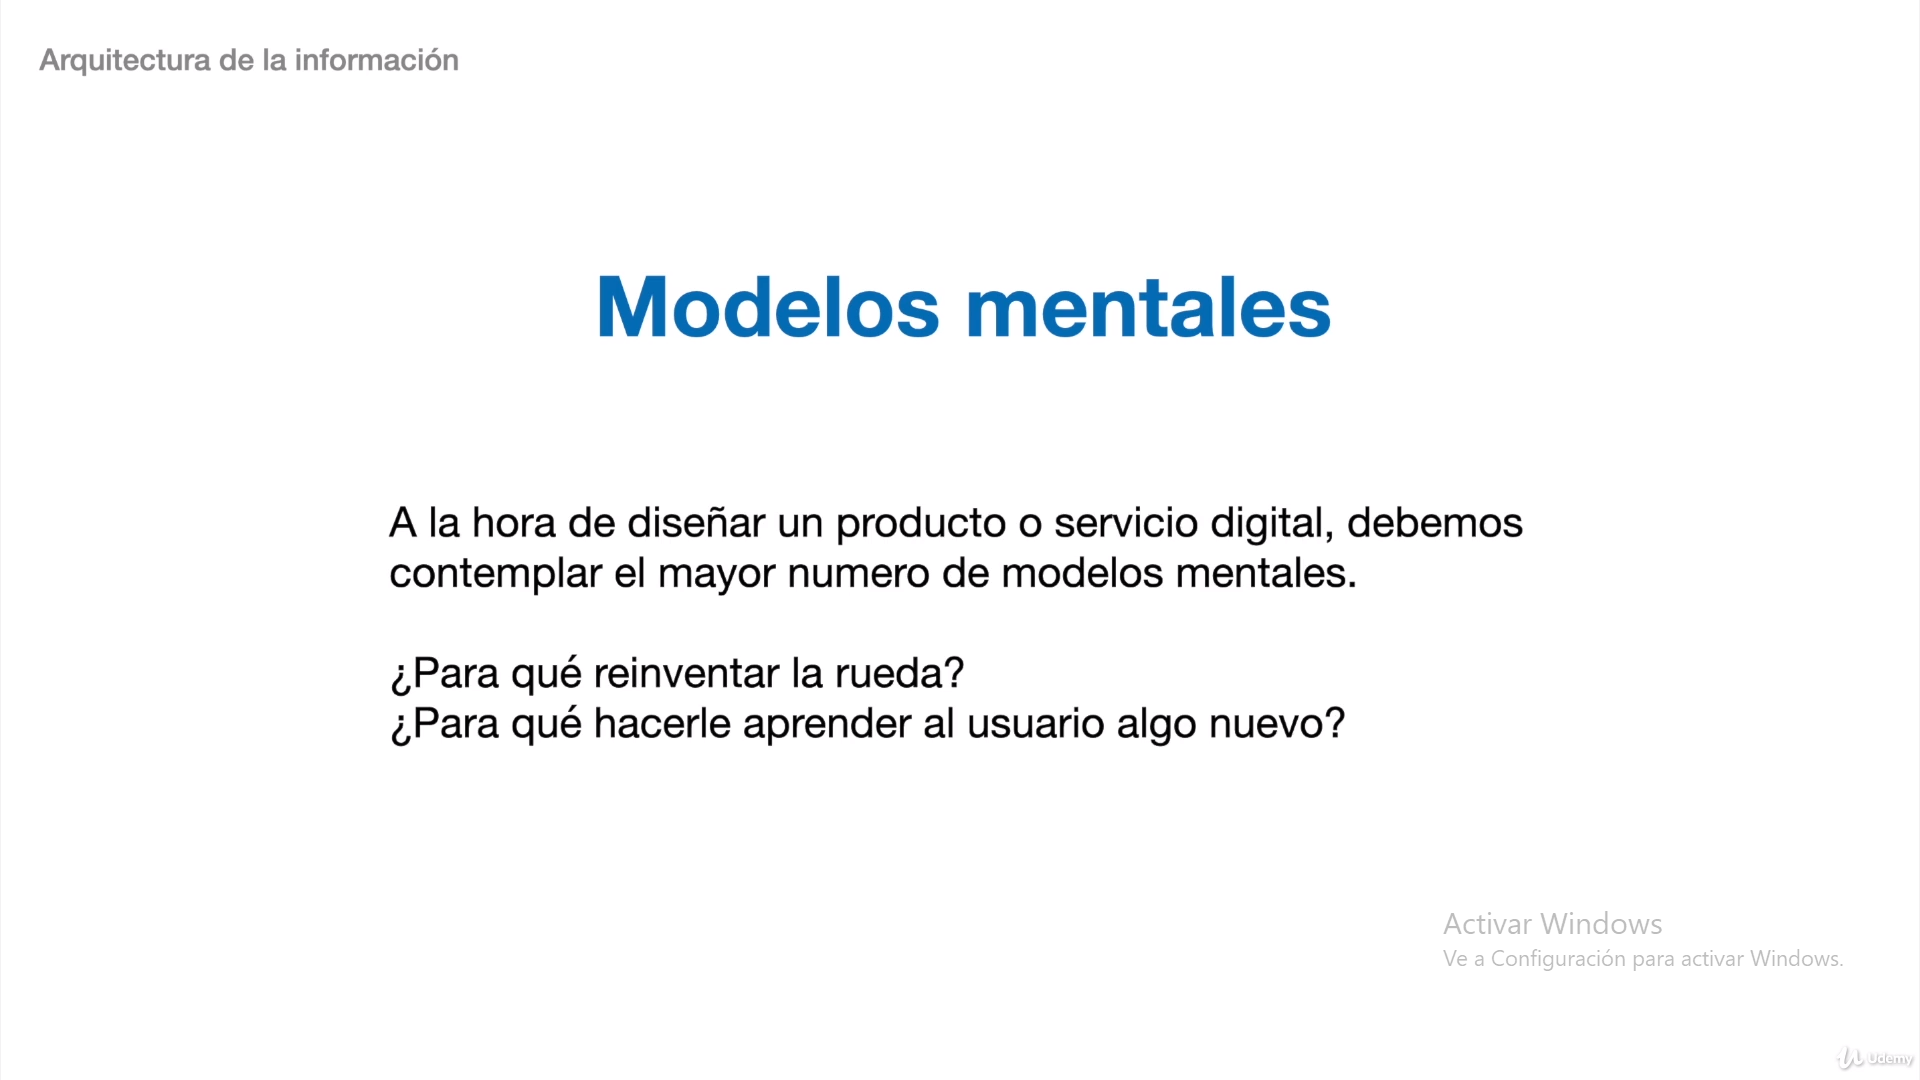 Arquitectura de la información
Modelos mentales
A la hora de diseñar un producto o servicio digital, debemos
contemplar el mayor numero de modelos mentales.
¿Para qué reinventar la rueda?
¿Para qué hacerle aprender al usuario algo nuevo?
Activar Windows
Ve a Configuración para activar Windows.
Udemy